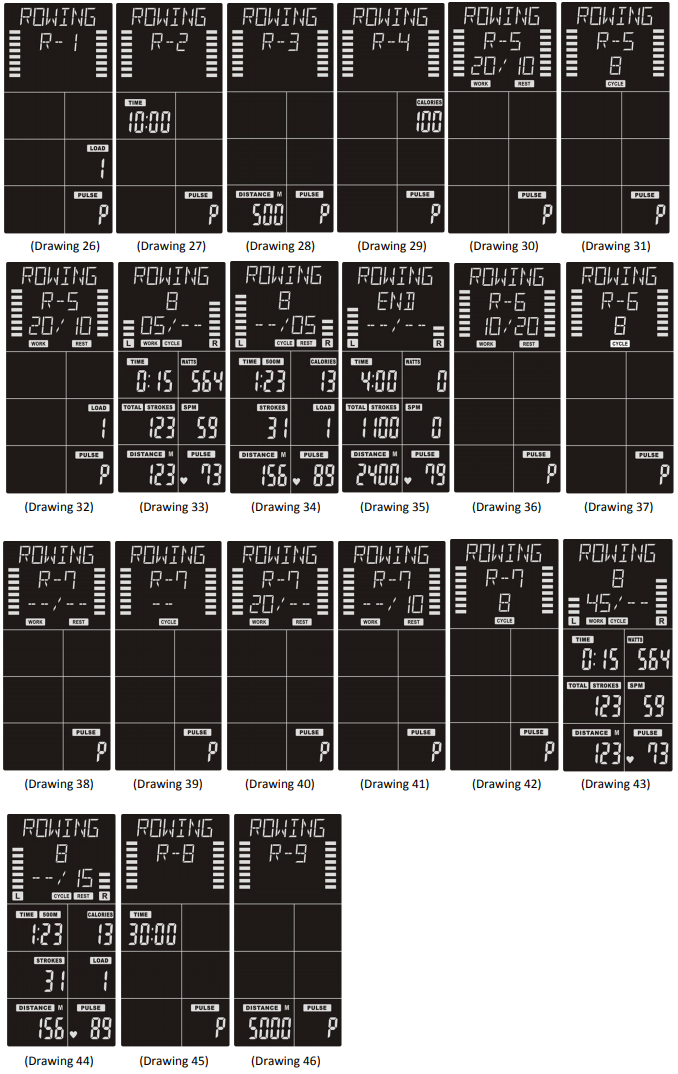 ROWING ROWING ROWING ROWING ROWING ROWING
R-1 R-2 R-3 R-4 R-5 R-5
20/10 8
WORK REST CYCLE
TIME CALORIES
10:00 100
LOAD
1
PULSE PULSE DISTANCE M PULSE PULSE PULSE PULSE
P P 500 P P P P
(Drawing 26) (Drawing 27) (Drawing 28) (Drawing 29) (Drawing 30) (Drawing 31)
ROWING ROWING ROWING ROWING ROWING ROWING
R-5 8 8 END R-6 R-6
20/10 05/-- --/05 --/-- 10/20 8
WORK REST L WORK CYCLE R L CYCLE REST R L R WORK REST CYCLE
TIME WATTS TIME 500M CALORIES TIME WATTS
0:15 564 1:23 13 4:00 0
LOAD TOTAL STROKES SPM STROKES LOAD TOTAL STROKES SPM
1 123 59 31 1 1100 0
PULSE DISTANCE M PULSE DISTANCE M PULSE DISTANCE M PULSE PULSE PULSE
P 123 73 156 89 2400 79 P P
(Drawing 32) (Drawing 33) (Drawing 34) (Drawing 35) (Drawing 36) (Drawing 37)
ROWING ROWING ROWING ROWING ROWING ROWING
R-7 R-7 R-7 R-7 R-7 8
--/-- -- 20/-- --/10 8 45/--
WORK REST CYCLE WORK REST WORK REST CYCLE L WORK CYCLE R
TIME WATTS
0:15 564
TOTAL STROKES SPM
123 59
PULSE PULSE PULSE PULSE PULSE DISTANCE M PULSE
P P P P P 123 73
(Drawing 38) (Drawing 39) (Drawing 40) (Drawing 41) (Drawing 42) (Drawing 43)
ROWING ROWING ROWING
8 R-8 R-9
--/15
L CYCLE REST R
TIME 500M CALORIES TIME
1:23 13 30:00
STROKES LOAD
31 1
DISTANCE M PULSE PULSE DISTANCE M PULSE
156 89 P 5000 P
(Drawing 44) (Drawing 45) (Drawing 46)